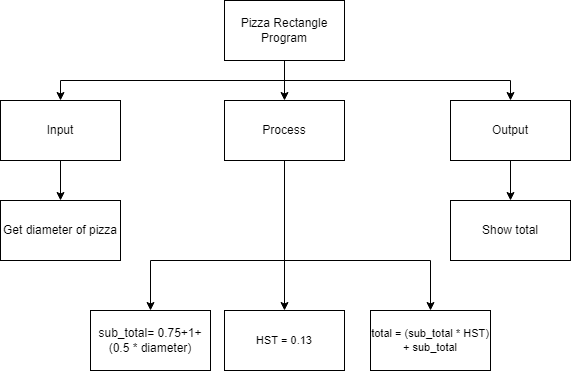 Pizza Rectangle
Program
Input
Process
Output
Get diameter of pizza
Show total
sub_total= 0.75+1+
(0.5 * diameter)
HST = 0.13
total = (sub_total * HST)
+ sub_total